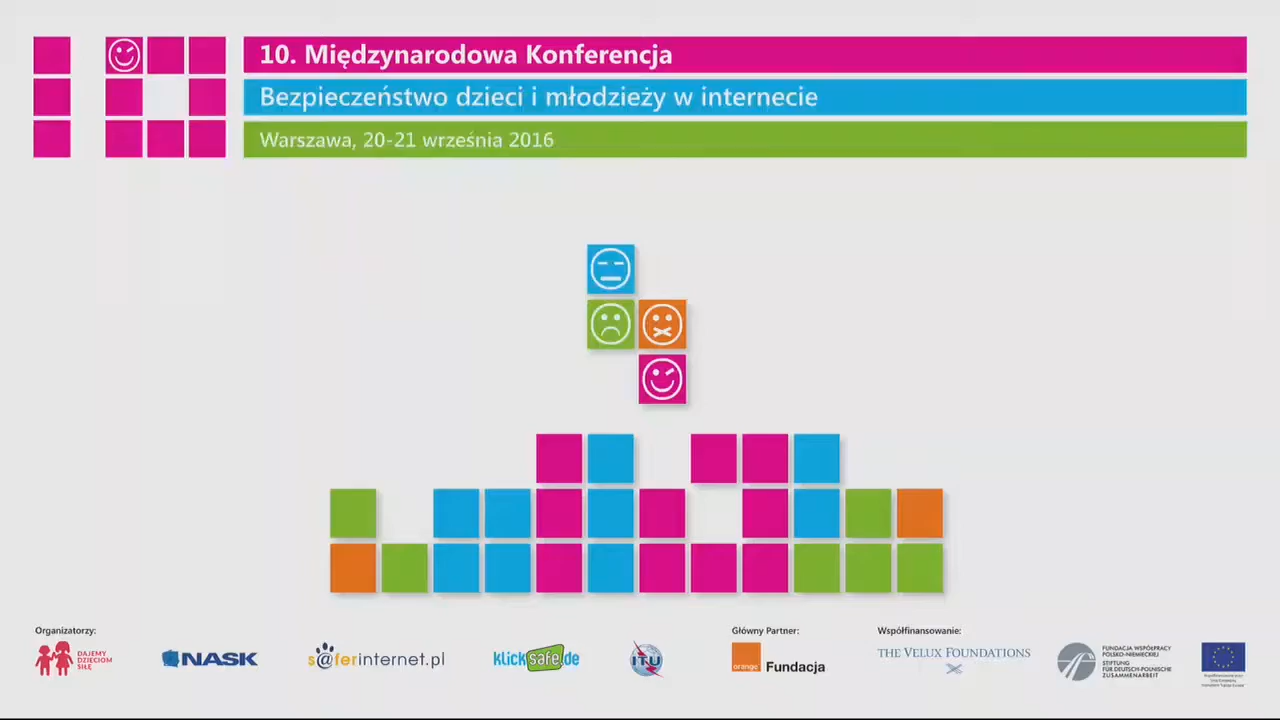 10. Międzynarodowa Konferencja
Bezpieczeństwo dzieci i młodzieży w internecie
Warszawa, 20-21 września 2016
Organizatorzy:
Główny Partner:
Współfinansowanie:
DAJEMY
DZIECIOM
SIŁĘ
NASK
s@ferinternet.pl
klicksafe.de
ITU
orange
Fundacja
THE VELUX FOUNDATIONS
FUNDACJA WSPÓŁPRACY
POLSKO-NIEMIECKIEJ
STIFTUNG
FÜR DEUTSCH-POLNISCHE
ZUSAMMENARBEIT